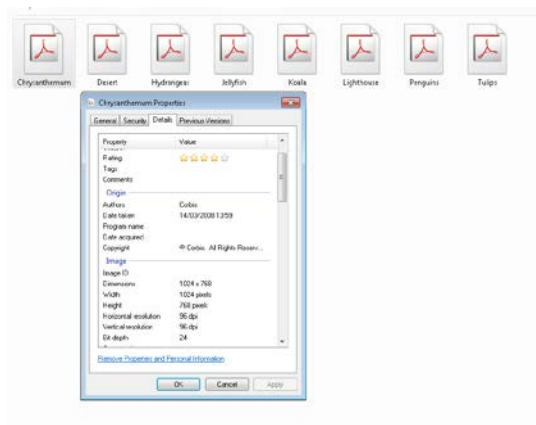 Chrysanthemum Desert Hydrangeas Jellyfish Koala Lighthouse Penguins Tulips
Chrysanthemum Properties
General Security Details Previous Versions
Property Value
Rating
Tags
Comments
Origin
Authors Corbis
Date taken 14/03/2008 13:59
Program name
Date acquired
Copyright © Corbis. All Rights Reserv...
Image
Image ID
Dimensions 1024 x 768
Width 1024 pixels
Height 768 pixels
Horizontal resolution 96 dpi
Vertical resolution 96 dpi
Bit depth 24
Remove Properties and Personal Information
OK Cancel Apply